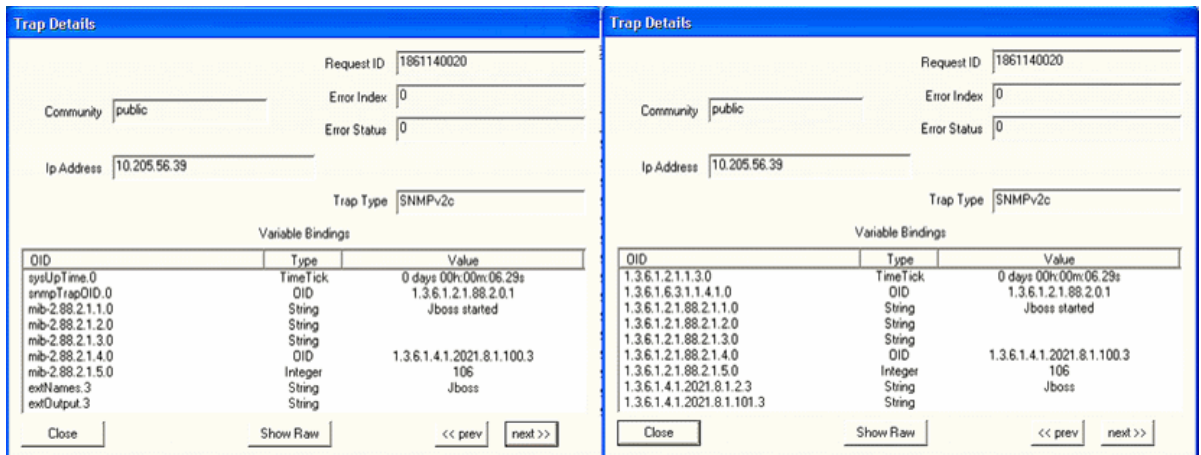 Trap Details
Request ID 1861140020
Community public
Error Index 0
Error Status 0
Ip Address 10.205.56.39
Trap Type SNMPv2c
Variable Bindings
OID Type Value
sysUpTime.0 TimeTick 0 days 00h:00m:06.29s
snmpTrapOID.0 OID 1.3.6.1.2.1.88.2.0.1
mib-2.88.2.1.1.0 String Jboss started
mib-2.88.2.1.2.0 String
mib-2.88.2.1.3.0 String
mib-2.88.2.1.4.0 OID 1.3.6.1.4.1.2021.8.1.100.3
mib-2.88.2.1.5.0 Integer 106
extNames.3 String Jboss
extOutput.3 String
Close Show Raw << prev next >>
Trap Details
Request ID 1861140020
Community public
Error Index 0
Error Status 0
Ip Address 10.205.56.39
Trap Type SNMPv2c
Variable Bindings
OID Type Value
1.3.6.1.2.1.1.3.0 TimeTick 0 days 00h:00m:06.29s
1.3.6.1.6.3.1.1.4.1.0 OID 1.3.6.1.2.1.88.2.0.1
1.3.6.1.2.1.88.2.1.1.0 String Jboss started
1.3.6.1.2.1.88.2.1.2.0 String
1.3.6.1.2.1.88.2.1.3.0 String
1.3.6.1.2.1.88.2.1.4.0 OID 1.3.6.1.4.1.2021.8.1.100.3
1.3.6.1.2.1.88.2.1.5.0 Integer 106
1.3.6.1.4.1.2021.8.1.2.3 String Jboss
1.3.6.1.4.1.2021.8.1.101.3 String
Close Show Raw << prev next >>